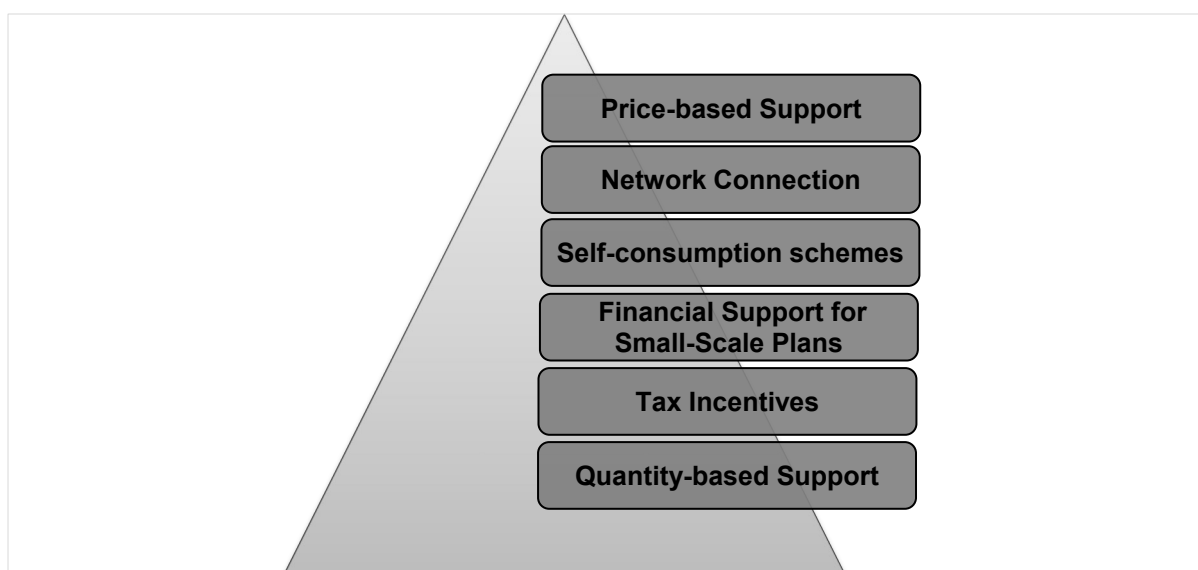 Price-based Support
Network Connection
Self-consumption schemes
Financial Support for
Small-Scale Plans
Tax Incentives
Quantity-based Support